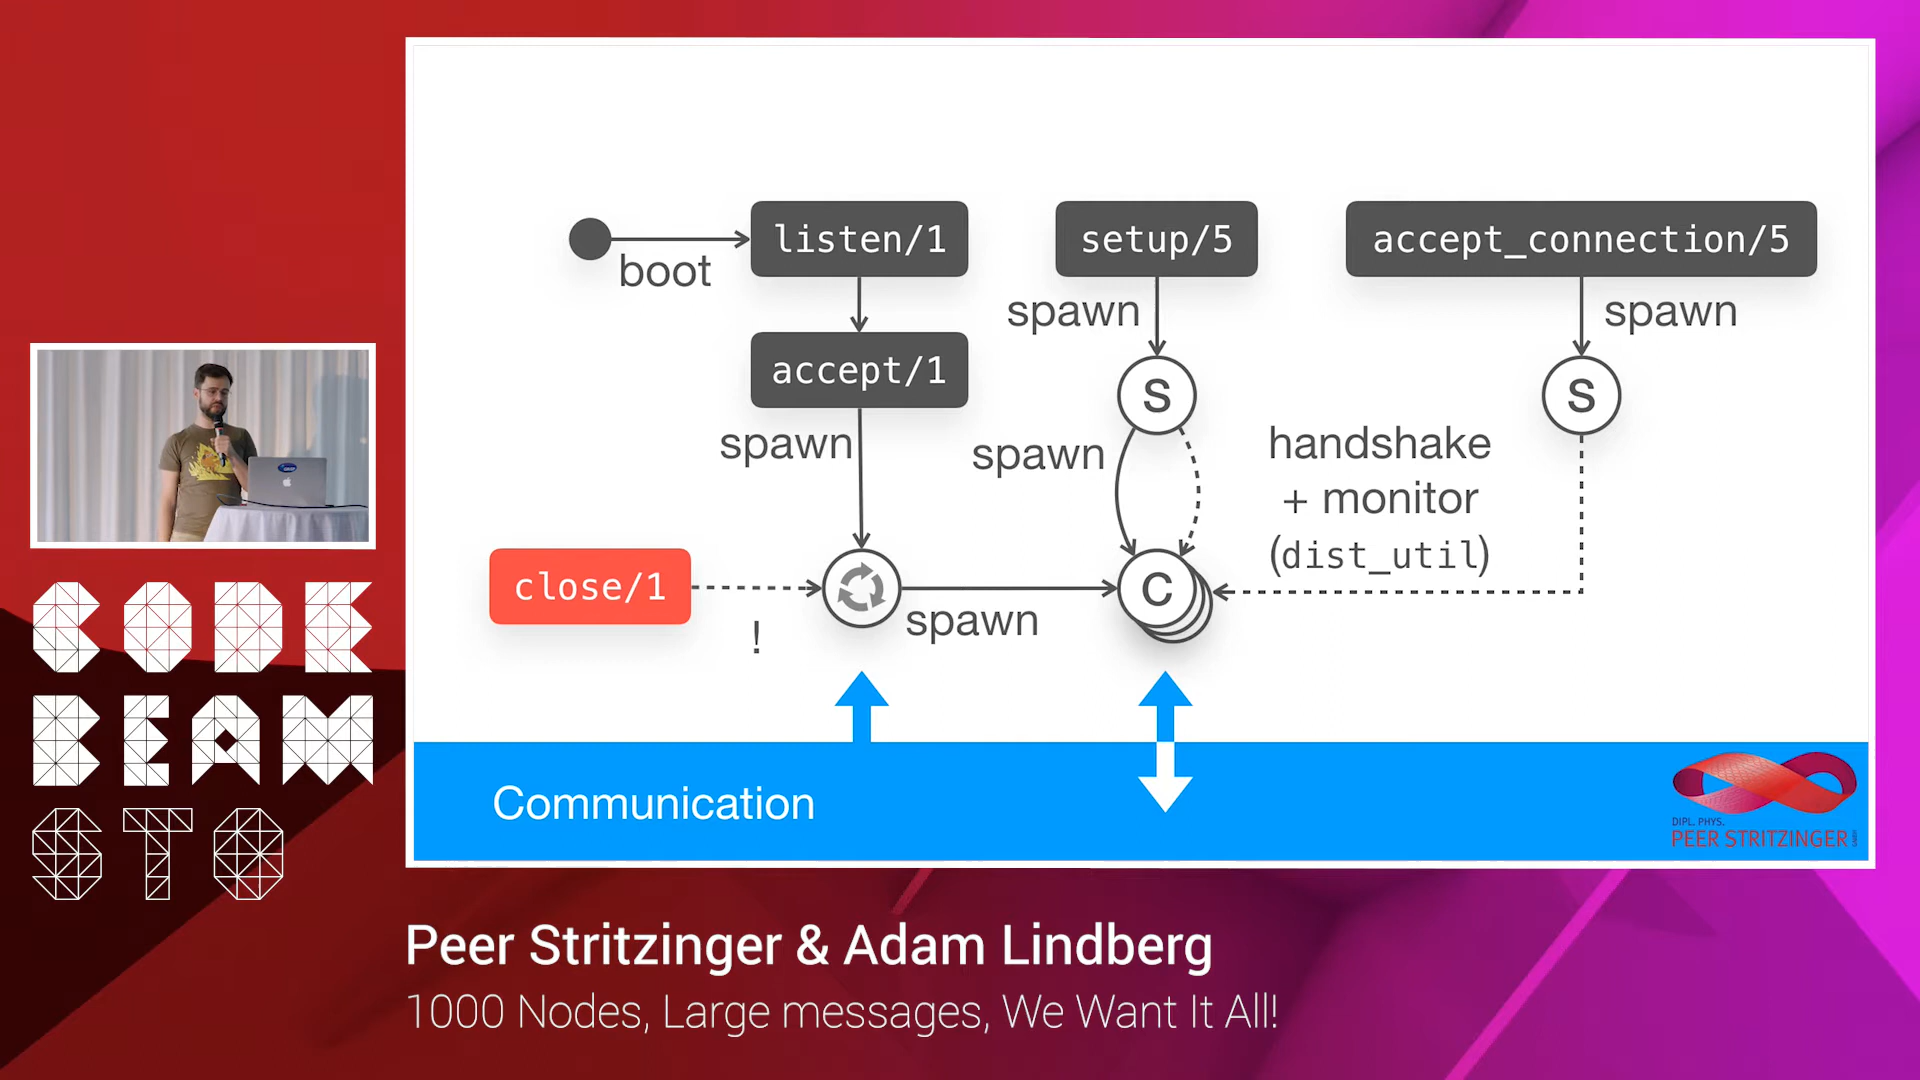 boot
listen/1
setup/5
accept_connection/5
spawn
spawn
accept/1
S
S
spawn
spawn
handshake
+ monitor
(dist_util)
close/1
!
spawn
C
Communication
DIPL. PHYS.
PEER STRITZINGER
CODE
BEAM
STO
Peer Stritzinger & Adam Lindberg
1000 Nodes, Large messages, We Want It All!